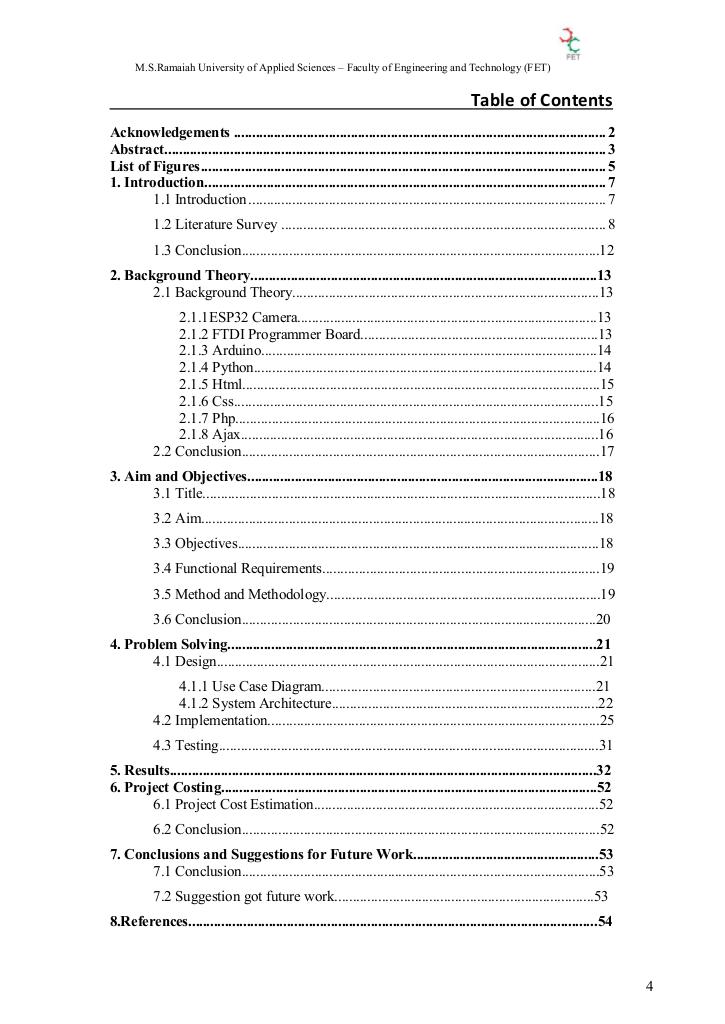 FET
M.S.Ramaiah University of Applied Sciences – Faculty of Engineering and Technology (FET)
Table of Contents
Acknowledgements ..................................................................................................... 2
Abstract........................................................................................................................ 3
List of Figures.............................................................................................................. 5
1. Introduction............................................................................................................. 7
1.1 Introduction................................................................................................. 7
1.2 Literature Survey ........................................................................................ 8
1.3 Conclusion.................................................................................................12
2. Background Theory..............................................................................................13
2.1 Background Theory...................................................................................13
2.1.1ESP32 Camera.................................................................................13
2.1.2 FTDI Programmer Board................................................................13
2.1.3 Arduino...........................................................................................14
2.1.4 Python.............................................................................................14
2.1.5 Html................................................................................................15
2.1.6 Css..................................................................................................15
2.1.7 Php..................................................................................................16
2.1.8 Ajax.................................................................................................16
2.2 Conclusion.................................................................................................17
3. Aim and Objectives...............................................................................................18
3.1 Title............................................................................................................18
3.2 Aim............................................................................................................18
3.3 Objectives..................................................................................................18
3.4 Functional Requirements...........................................................................19
3.5 Method and Methodology..........................................................................19
3.6 Conclusion................................................................................................20
4. Problem Solving....................................................................................................21
4.1 Design........................................................................................................21
4.1.1 Use Case Diagram..........................................................................21
4.1.2 System Architecture........................................................................22
4.2 Implementation..........................................................................................25
4.3 Testing.......................................................................................................31
5. Results...................................................................................................................32
6. Project Costing......................................................................................................52
6.1 Project Cost Estimation.............................................................................52
6.2 Conclusion.................................................................................................52
7. Conclusions and Suggestions for Future Work..................................................53
7.1 Conclusion.................................................................................................53
7.2 Suggestion got future work.......................................................................53
8.References..............................................................................................................54
4